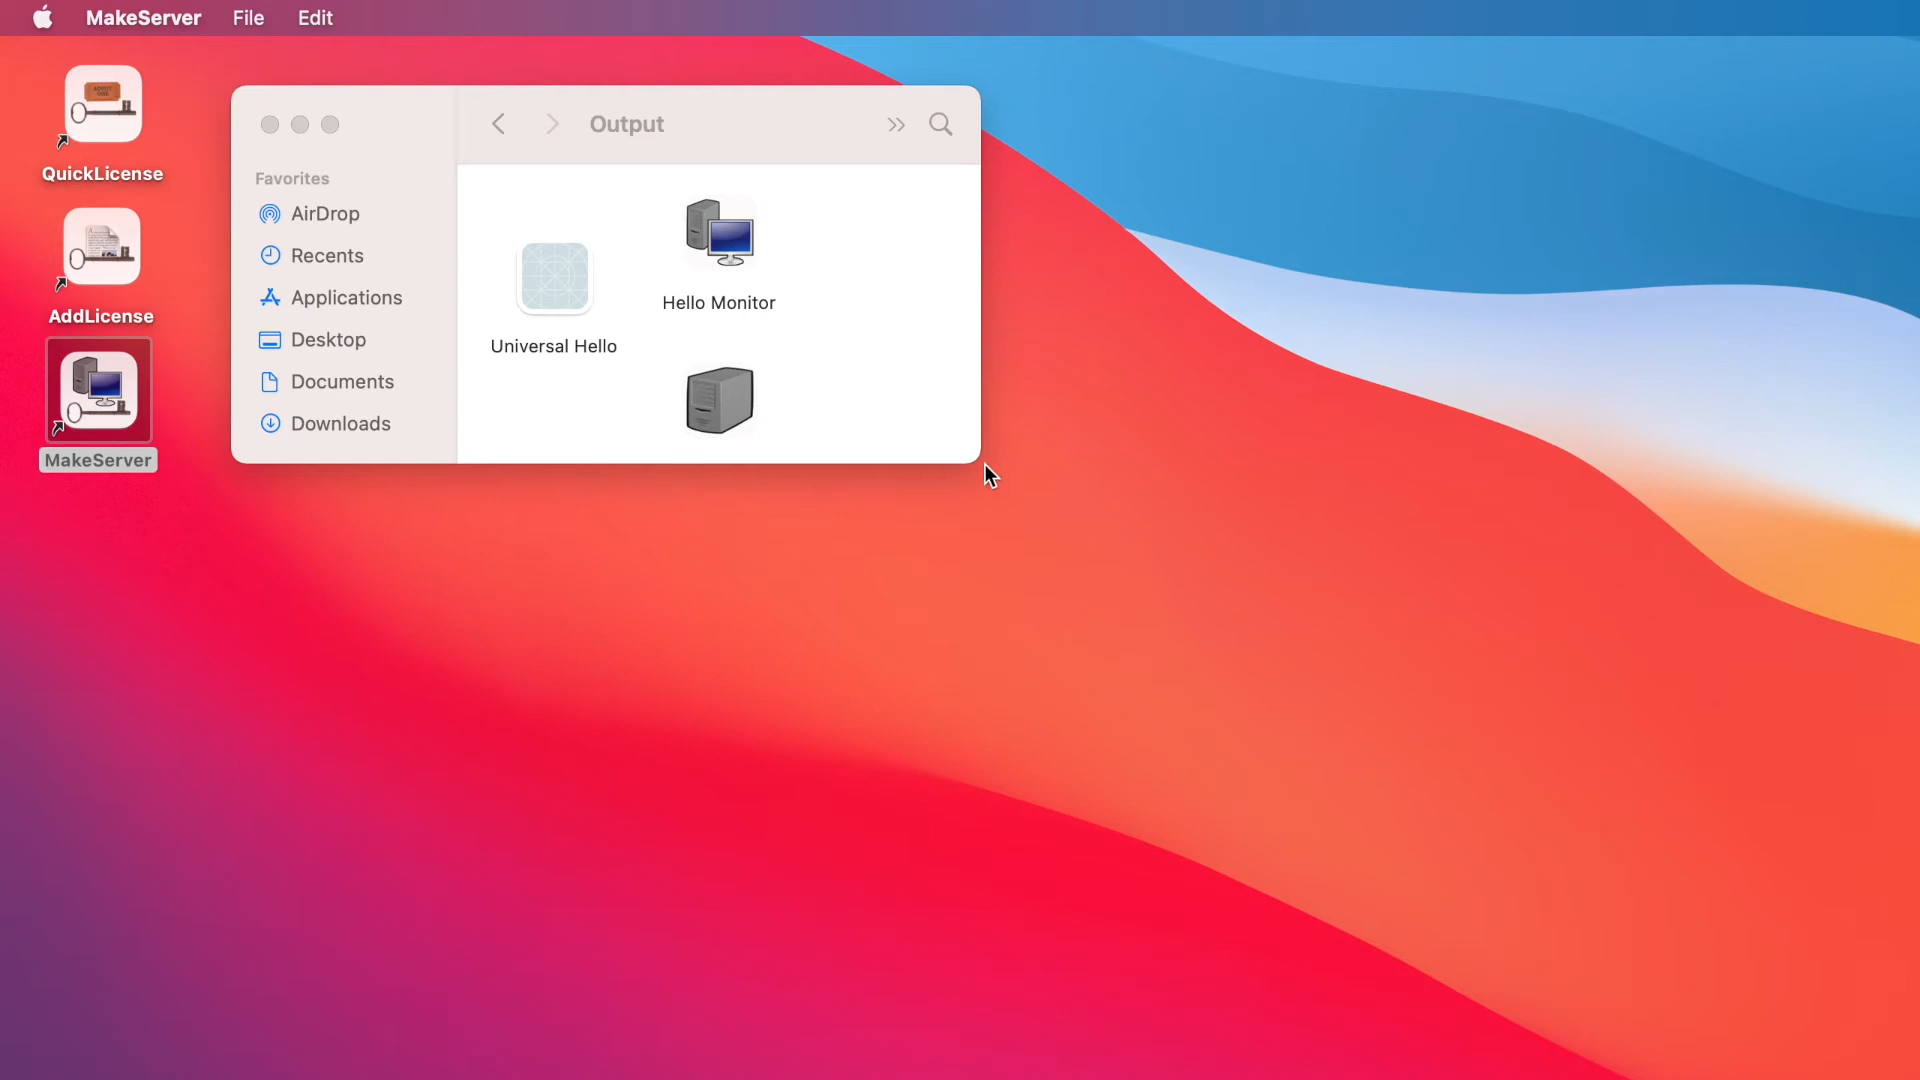 MakeServer File Edit
QuickLicense
AddLicense
MakeServer
Output
Favorites
AirDrop
Recents
Applications
Desktop
Documents
Downloads
Hello Monitor
Universal Hello